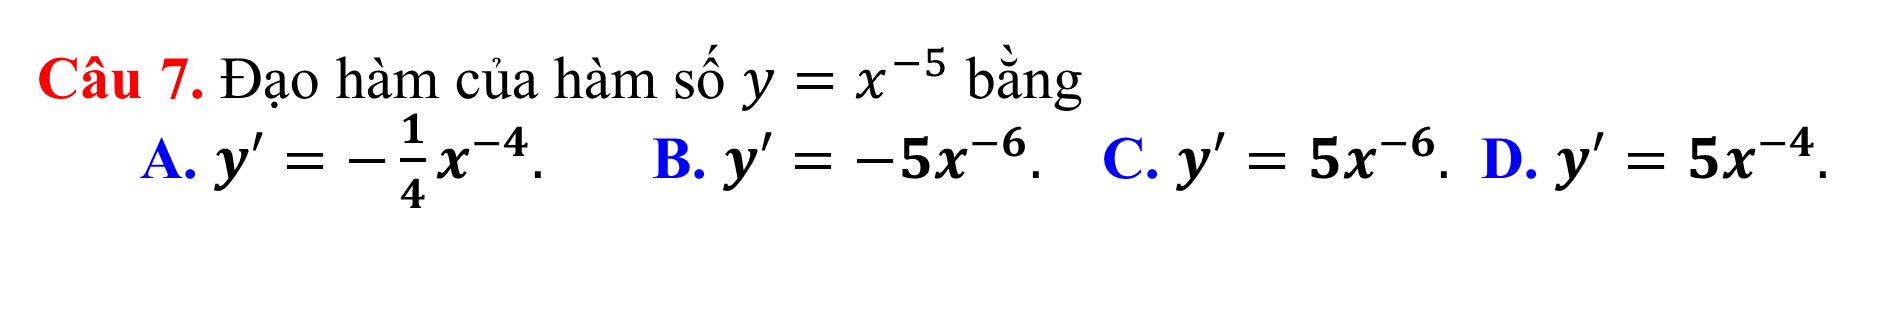 Câu 7. Đạo hàm của hàm số y = x⁻⁵ bằng
A. y′ = −1/4 x⁻⁴. B. y′ = −5x⁻⁶. C. y′ = 5x⁻⁶. D. y′ = 5x⁻⁴.